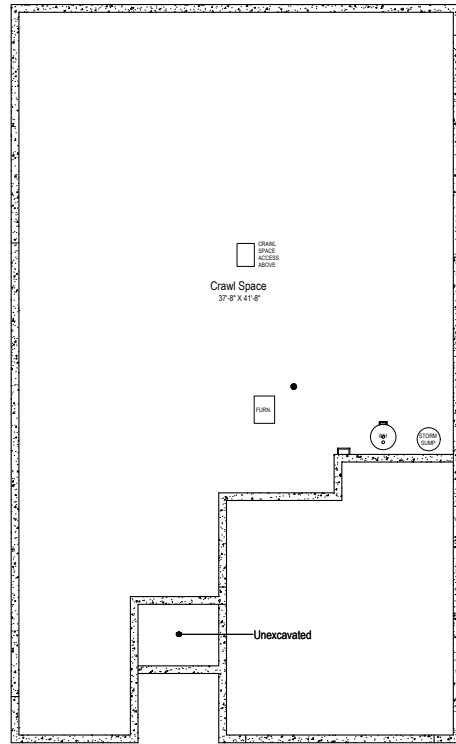 CRAWL
SPACE
ACCESS
ABOVE
Crawl Space
37'-8" X 41'-8"
FURN.
STORM
SUMP
Unexcavated